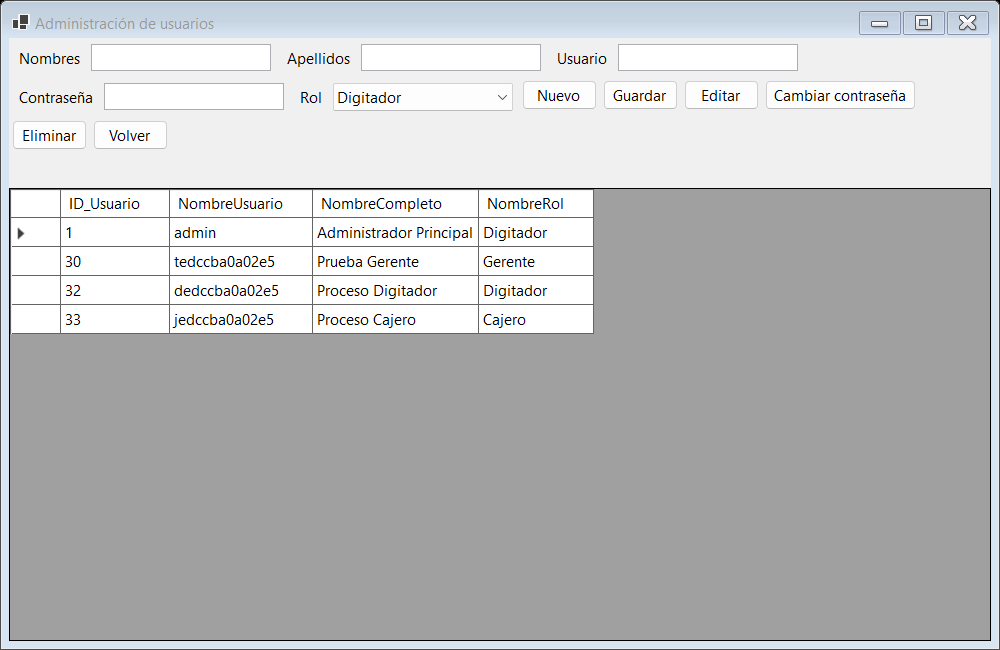 Administración de usuarios
Nombres Apellidos Usuario
Contraseña Rol Digitador Nuevo Guardar Editar Cambiar contraseña
Eliminar Volver
ID_Usuario NombreUsuario NombreCompleto NombreRol
1 admin Administrador Principal Digitador
30 tedccba0a02e5 Prueba Gerente Gerente
32 dedccba0a02e5 Proceso Digitador Digitador
33 jedccba0a02e5 Proceso Cajero Cajero